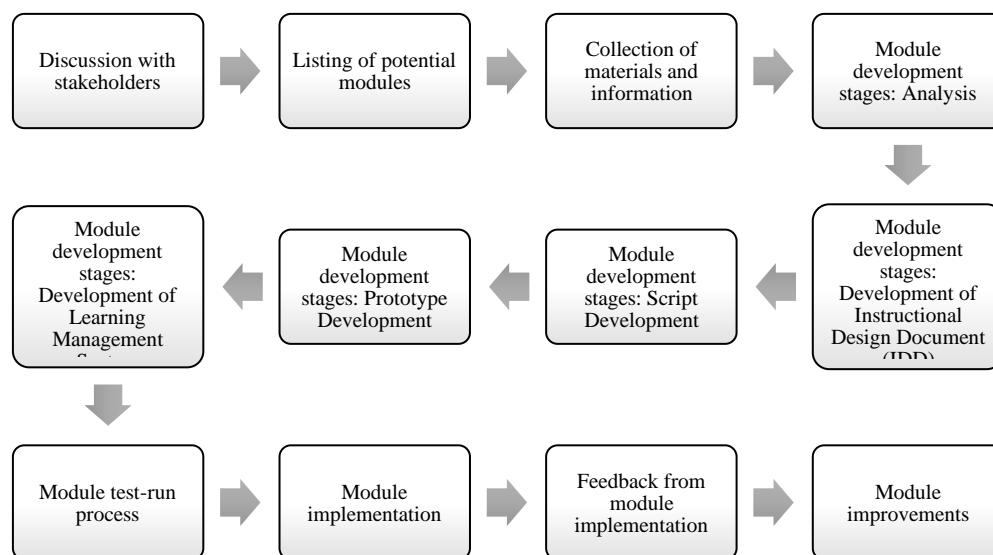 Discussion with
stakeholders
Listing of potential
modules
Collection of
materials and
information
Module
development
stages: Analysis
Module
development
stages:
Development of
Instructional
Design Document
(IDD)
Module
development
stages: Script
Development
Module
development
stages: Prototype
Development
Module
development
stages:
Development of
Learning
Management
Module test-run
process
Module
implementation
Feedback from
module
implementation
Module
improvements